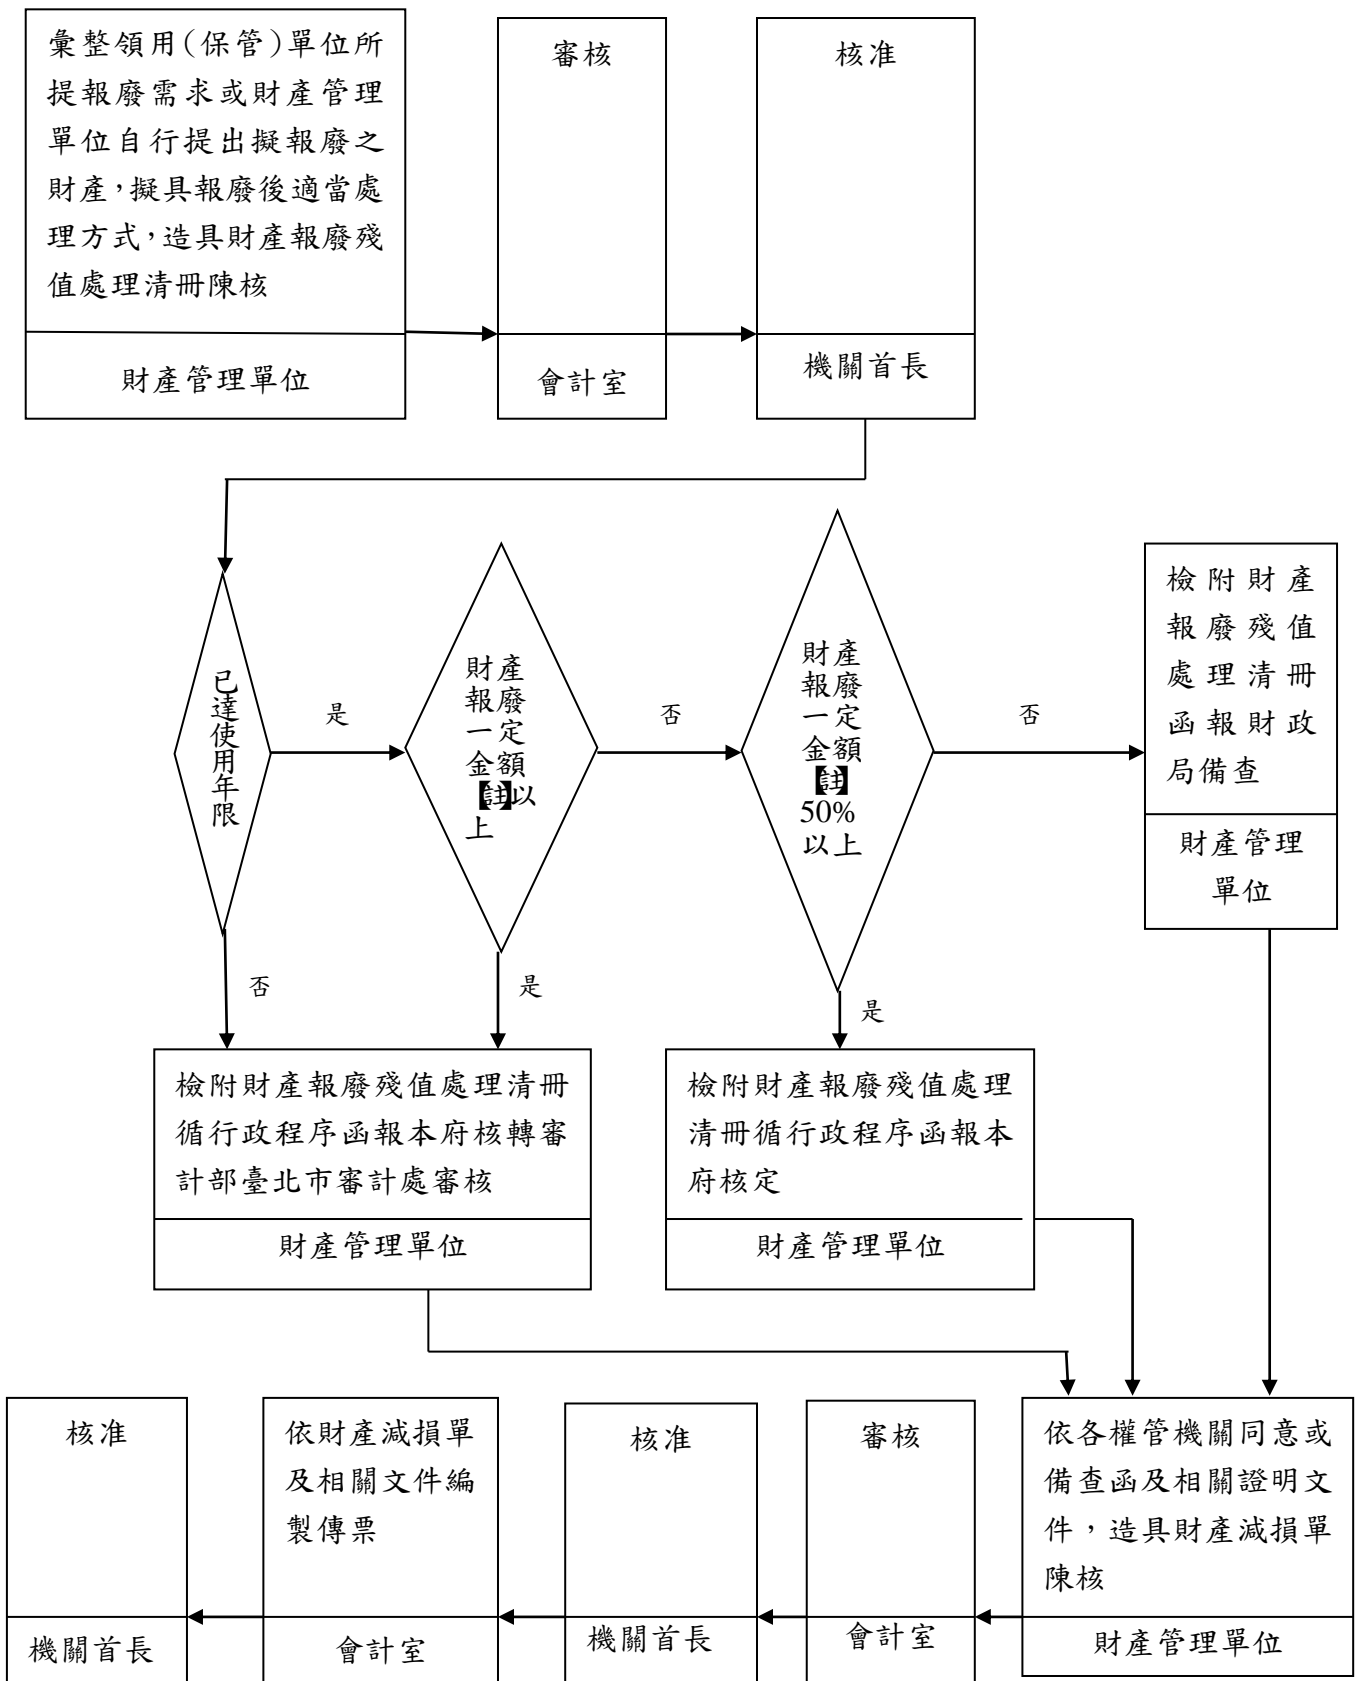 彙整領用(保管)單位所
提報廢需求或財產管理
單位自行提出擬報廢之
財產，擬具報廢後適當處
理方式，造具財產報廢殘
值處理清冊陳核
財產管理單位
審核
會計室
核准
機關首長
已達使用年限
是
否
財產
報廢
一定
金額
【註】以
上
否
是
財產
報廢
一定
金額
【註】
50%
以上
否
是
檢附財產
報廢殘值
處理清冊
函報財政
局備查
財產管理
單位
檢附財產報廢殘值處理清冊
循行政程序函報本府核轉審
計部臺北市審計處審核
財產管理單位
檢附財產報廢殘值處理
清冊循行政程序函報本
府核定
財產管理單位
依各權管機關同意或
備查函及相關證明文
件，造具財產減損單
陳核
財產管理單位
審核
會計室
核准
機關首長
依財產減損單
及相關文件編
製傳票
會計室
核准
機關首長